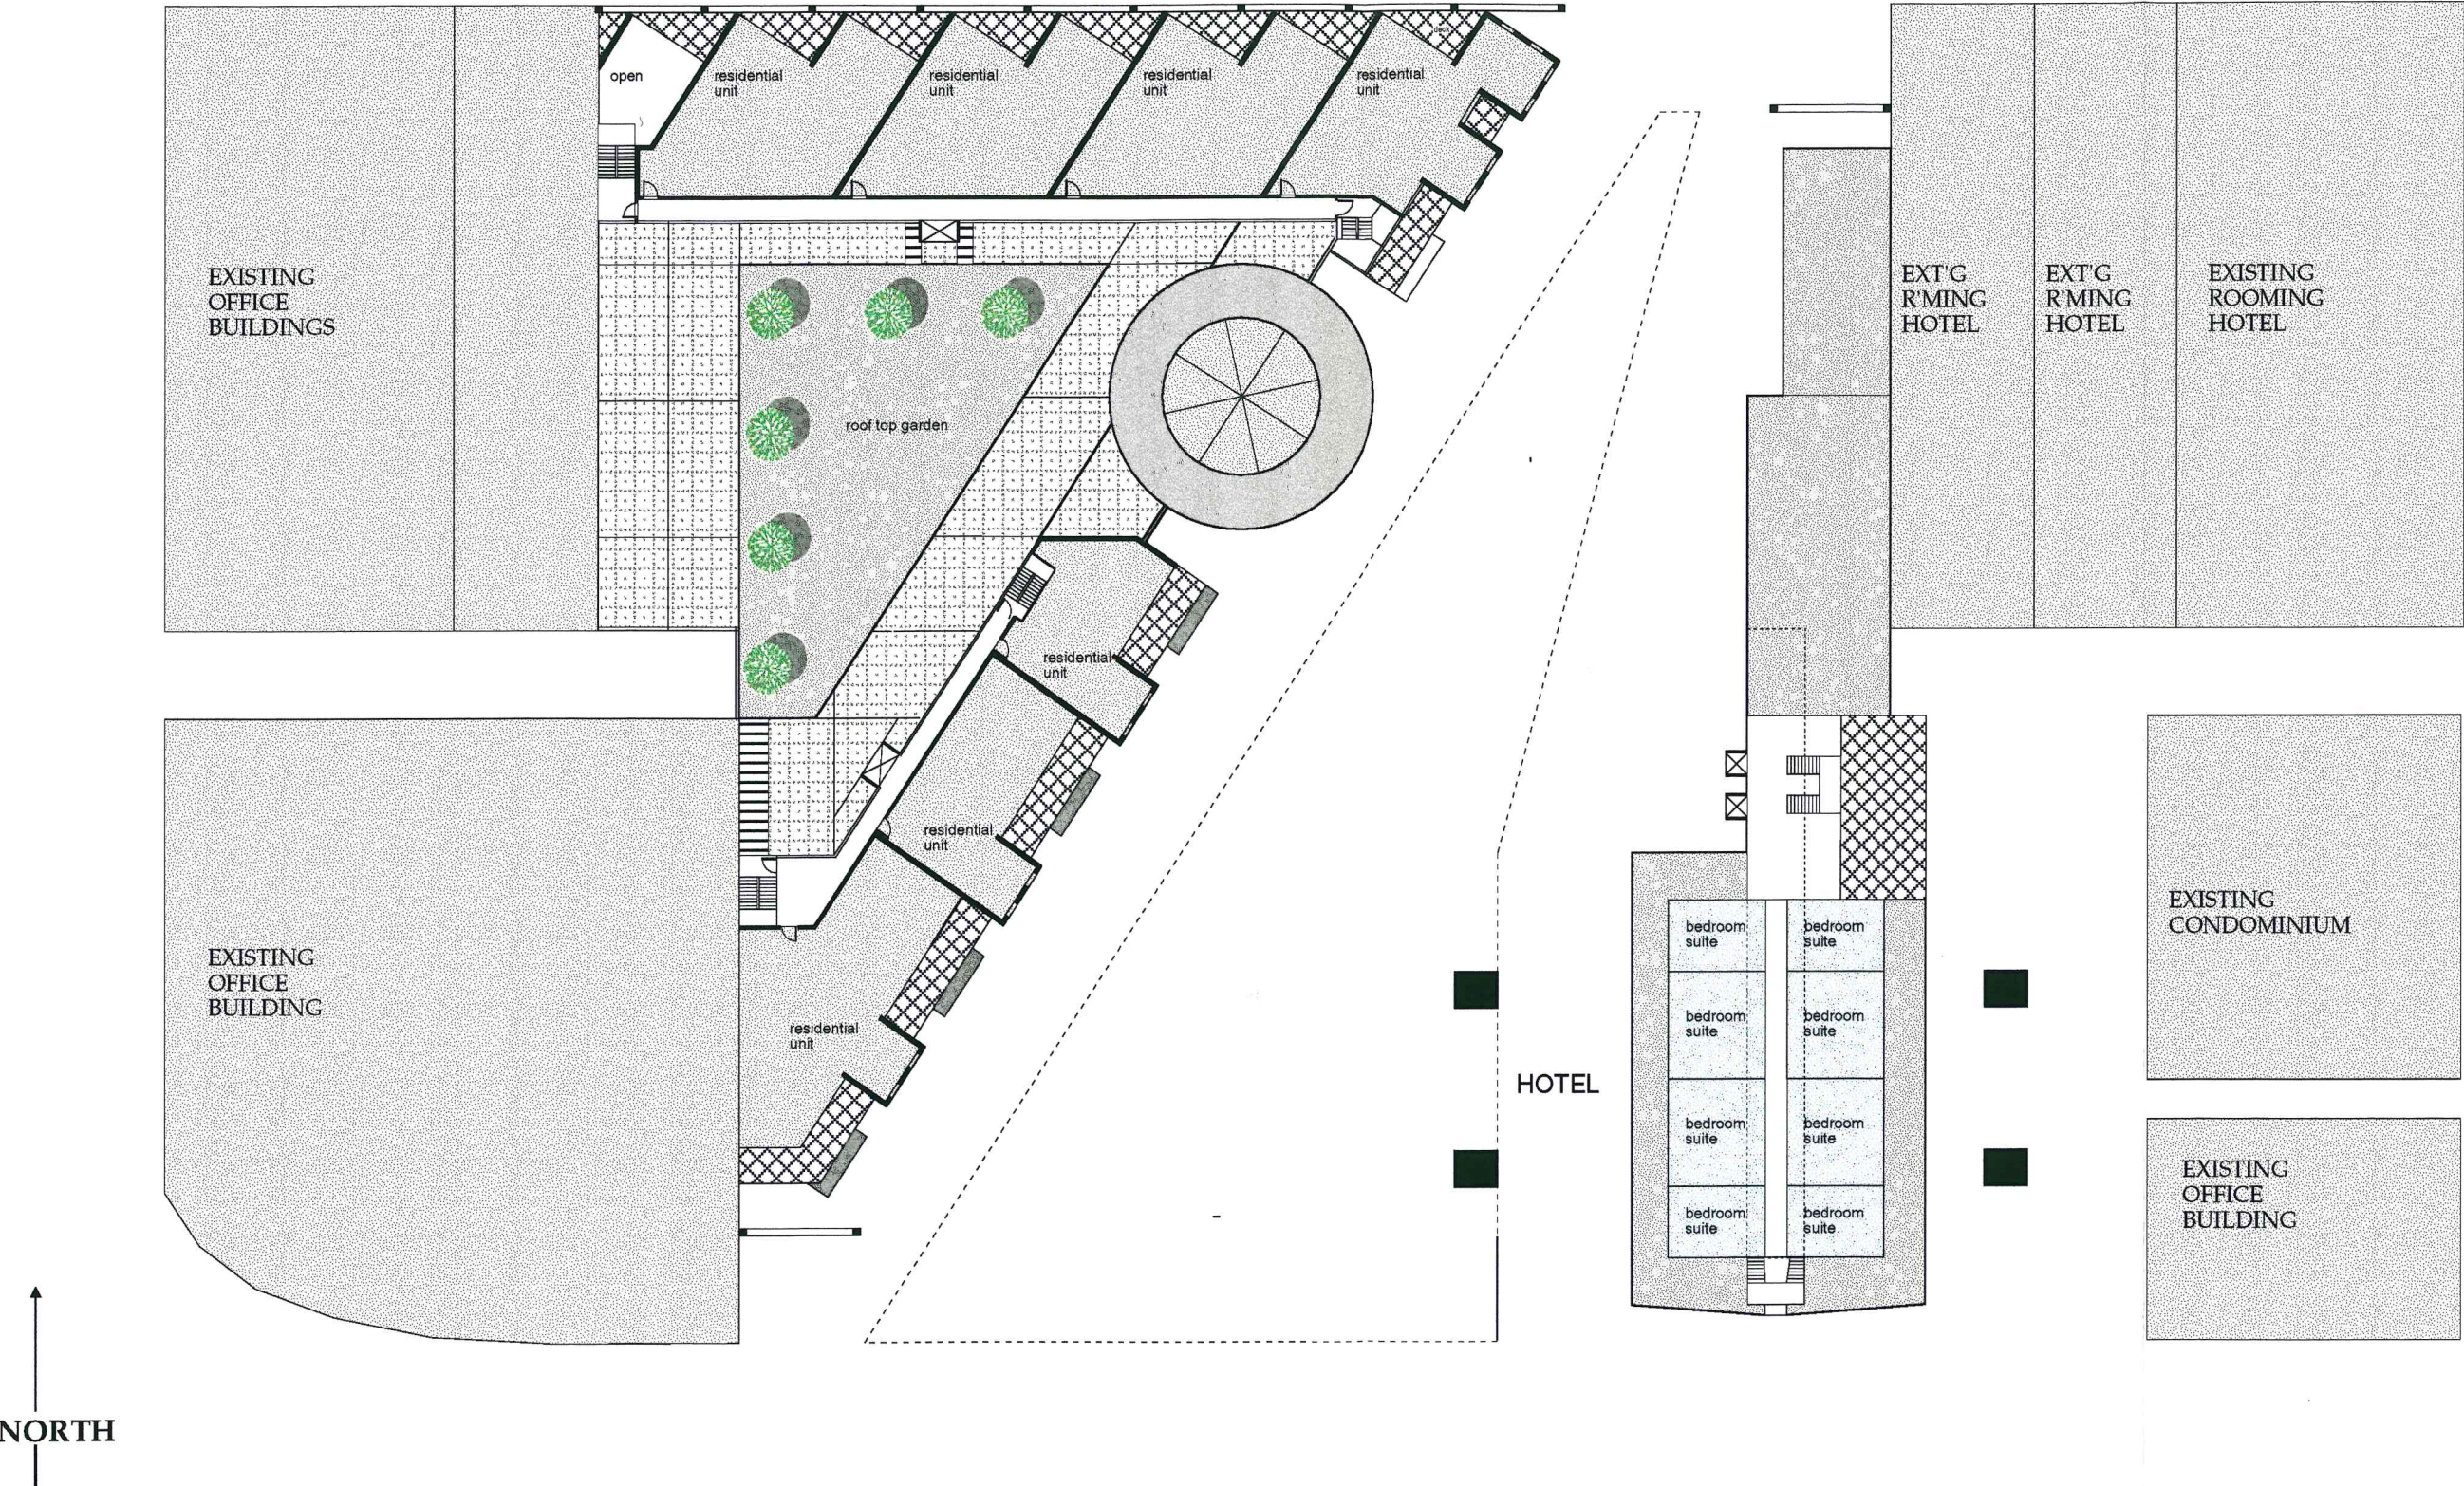 deck
open
residential
unit
residential
unit
residential
unit
residential
unit
EXISTING
OFFICE
BUILDINGS
EXT'G
R'MING
HOTEL
EXT'G
R'MING
HOTEL
EXISTING
ROOMING
HOTEL
roof top garden
residential
unit
residential
unit
residential
unit
EXISTING
OFFICE
BUILDING
HOTEL
bedroom
suite
bedroom
suite
bedroom
suite
bedroom
suite
bedroom
suite
bedroom
suite
bedroom
suite
bedroom
suite
EXISTING
CONDOMINIUM
EXISTING
OFFICE
BUILDING
NORTH